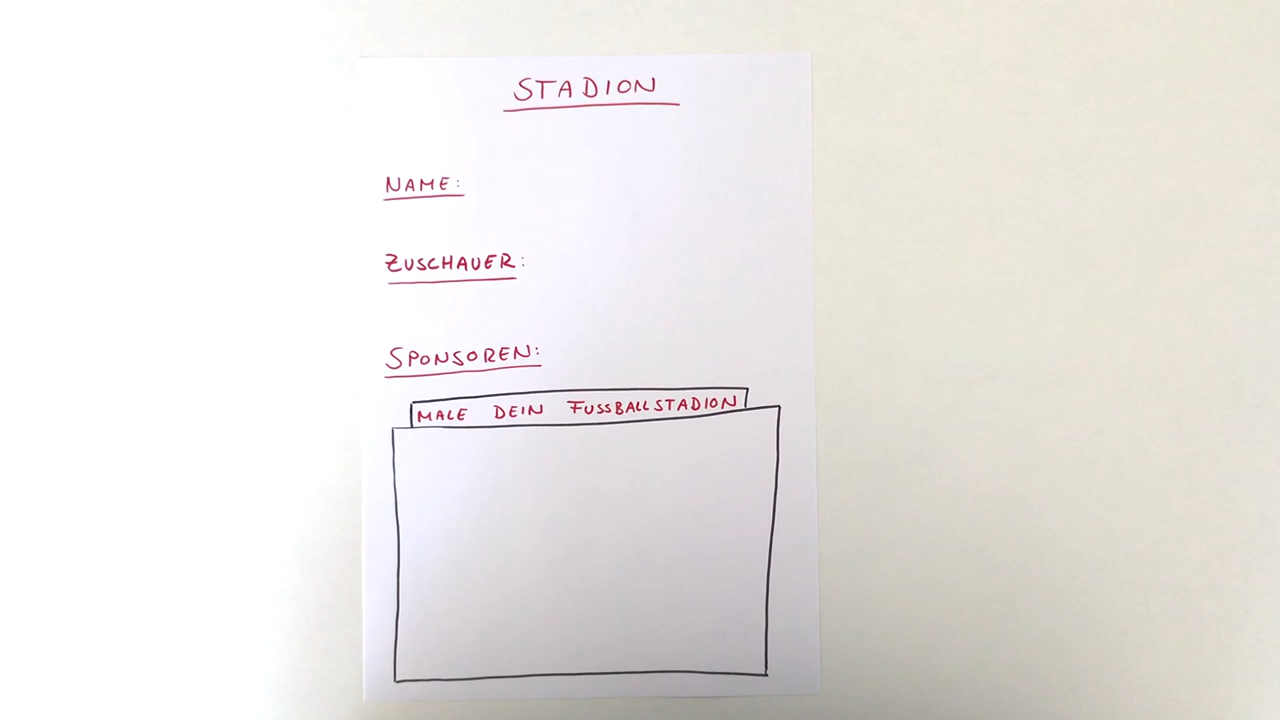 STADION
NAME:
ZUSCHAUER:
SPONSOREN:
MALE DEIN FUSSBALLSTADION